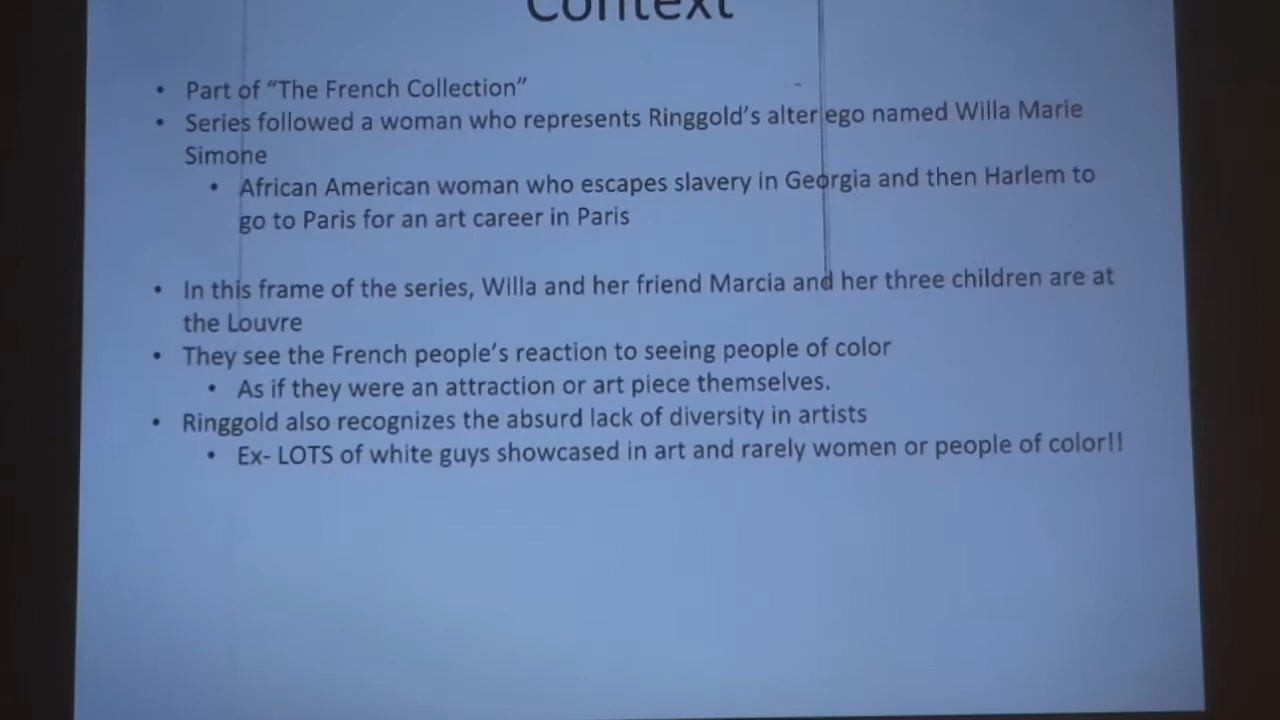 Context
• Part of “The French Collection”
• Series followed a woman who represents Ringgold’s alter ego named Willa Marie
Simone
• African American woman who escapes slavery in Georgia and then Harlem to
go to Paris for an art career in Paris
• In this frame of the series, Willa and her friend Marcia and her three children are at
the Louvre
• They see the French people’s reaction to seeing people of color
• As if they were an attraction or art piece themselves.
• Ringgold also recognizes the absurd lack of diversity in artists
• Ex- LOTS of white guys showcased in art and rarely women or people of color!!